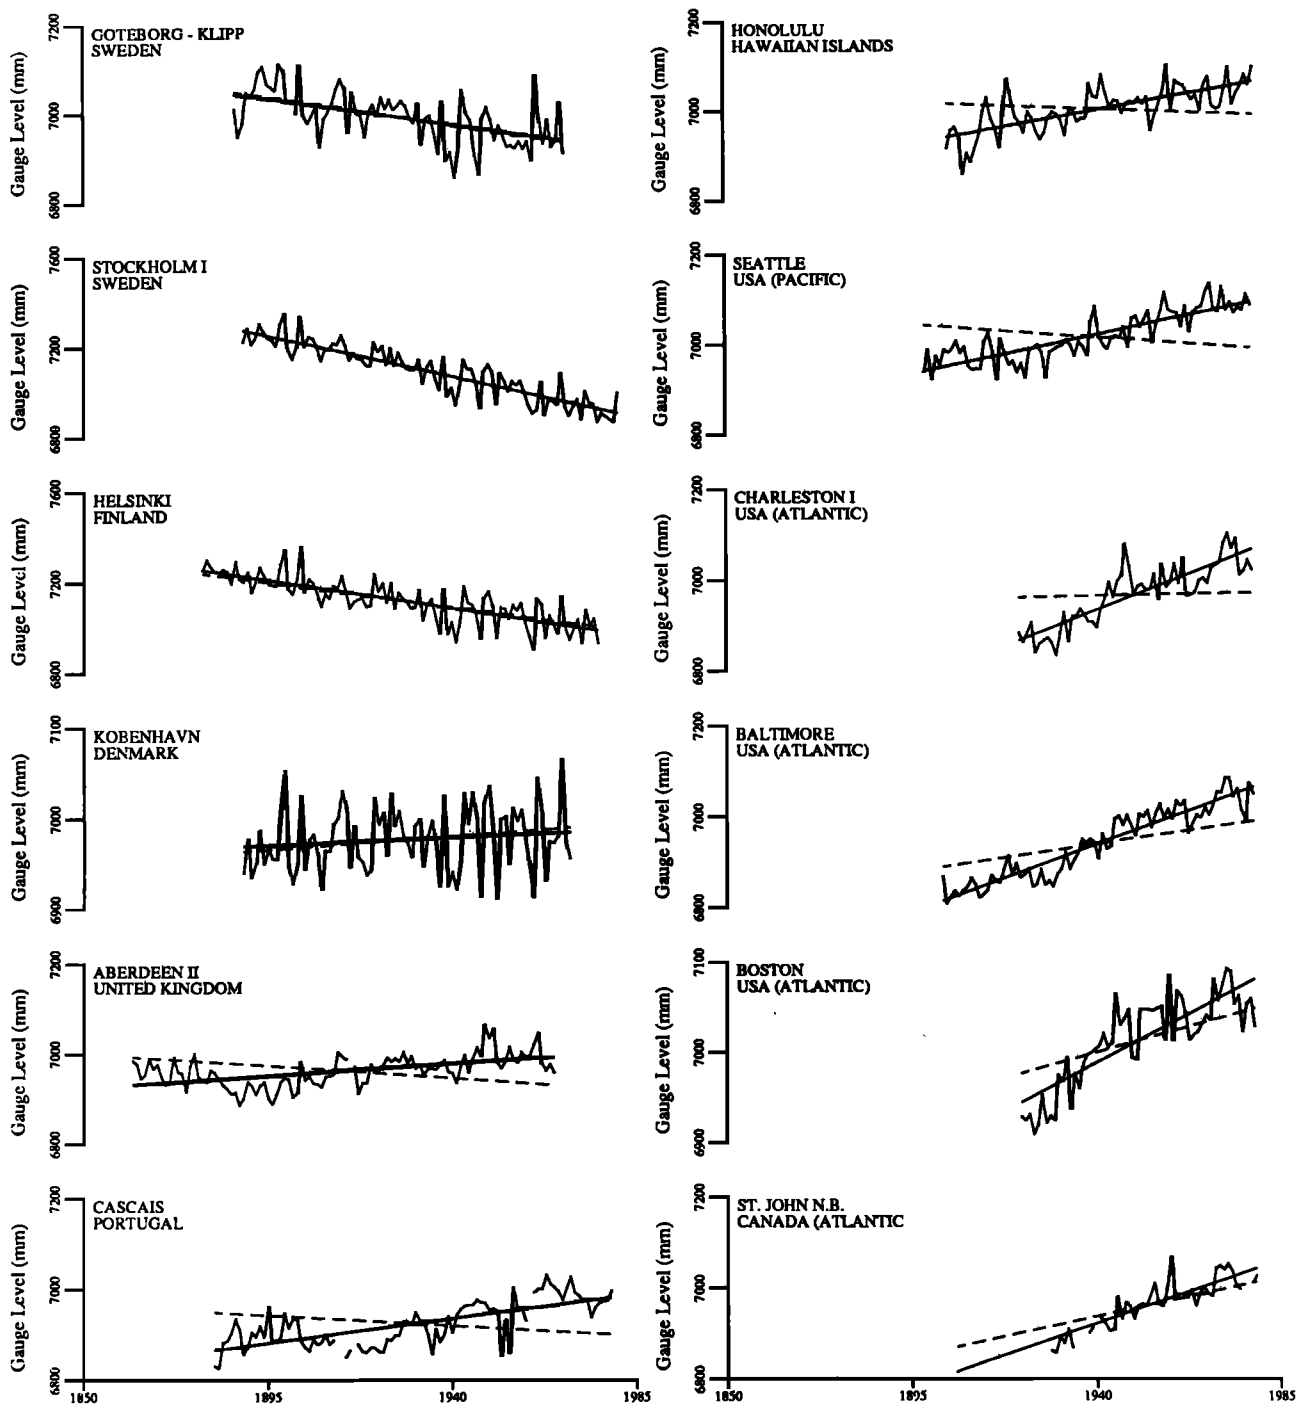 GOTEBORG - KLIPP
SWEDEN
Gauge Level (mm)
7200
7000
6800
STOCKHOLM I
SWEDEN
Gauge Level (mm)
7600
7200
6800
HELSINKI
FINLAND
Gauge Level (mm)
7600
7200
6800
KOBENHAVN
DENMARK
Gauge Level (mm)
7100
7000
6900
ABERDEEN II
UNITED KINGDOM
Gauge Level (mm)
7200
7000
6800
CASCAIS
PORTUGAL
Gauge Level (mm)
7200
7000
6800
1850 1895 1940 1985
HONOLULU
HAWAIIAN ISLANDS
Gauge Level (mm)
7200
7000
6800
SEATTLE
USA (PACIFIC)
Gauge Level (mm)
7200
7000
6800
CHARLESTON I
USA (ATLANTIC)
Gauge Level (mm)
7200
7000
6800
BALTIMORE
USA (ATLANTIC)
Gauge Level (mm)
7200
7000
6800
BOSTON
USA (ATLANTIC)
Gauge Level (mm)
7100
7000
6900
ST. JOHN N.B.
CANADA (ATLANTIC
Gauge Level (mm)
7200
7000
6800
1850 1895 1940 1985